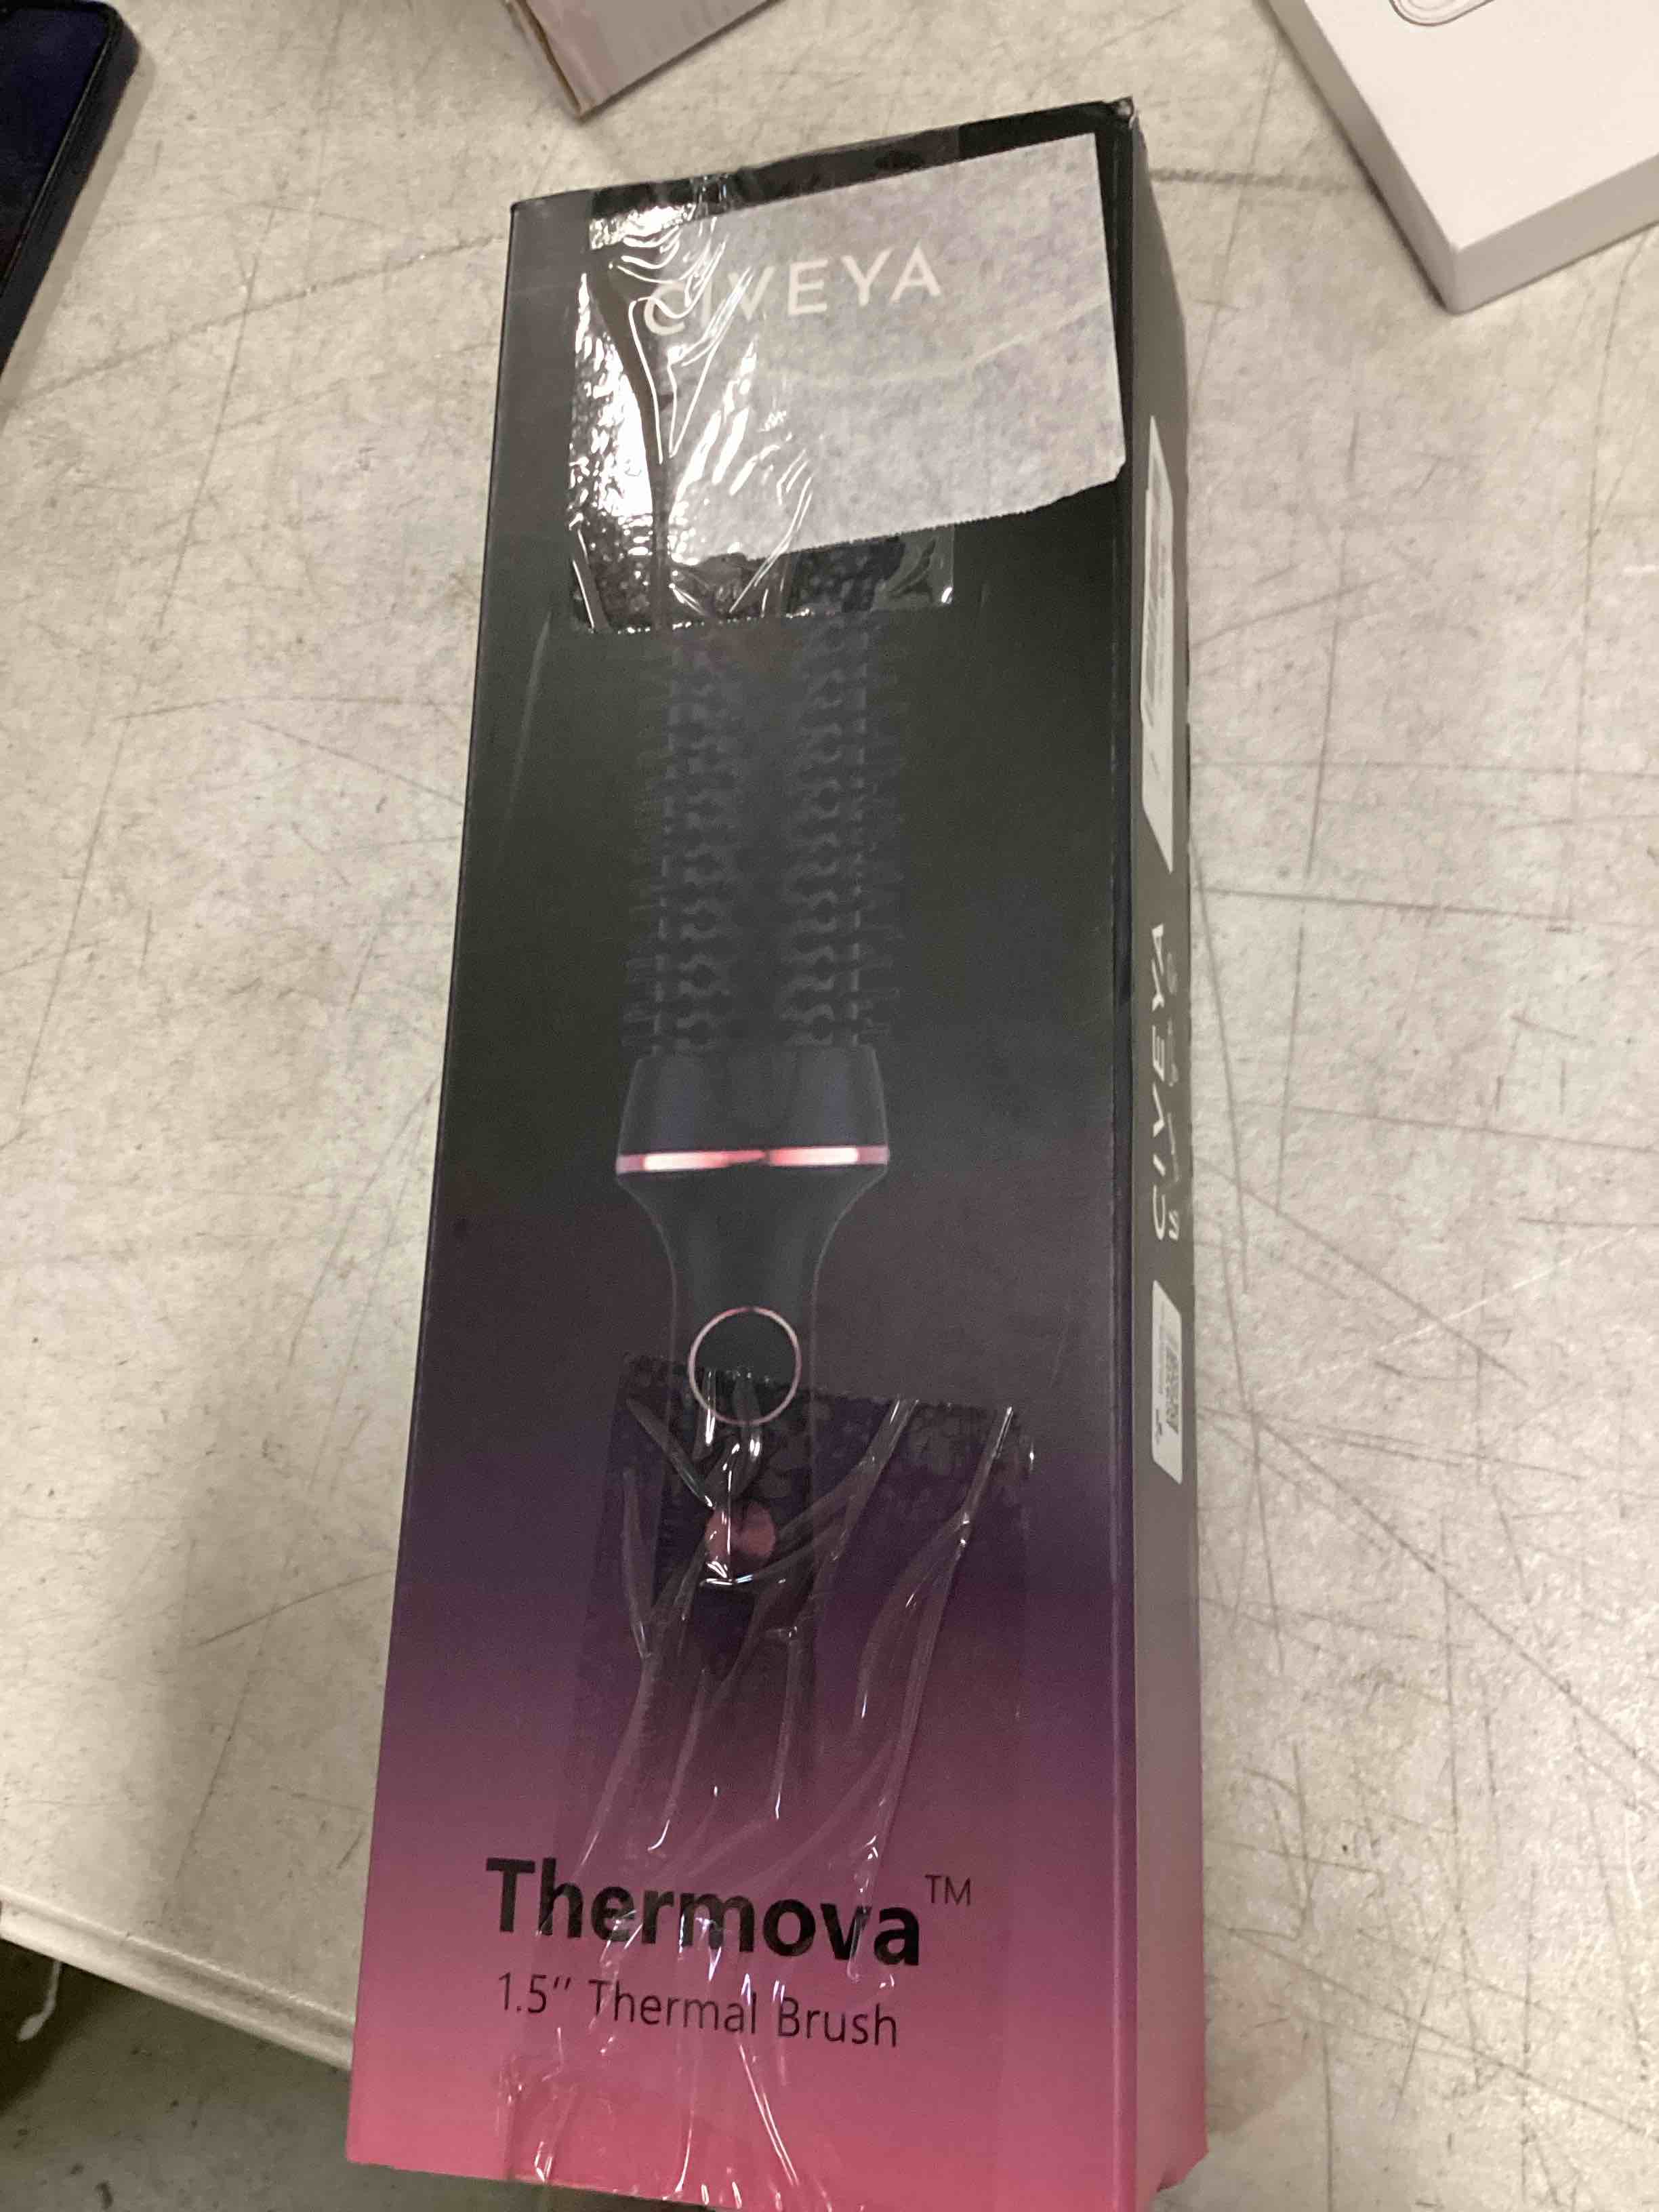 CIVEYA
CIVEYA
Thermova™
1.5" Thermal Brush